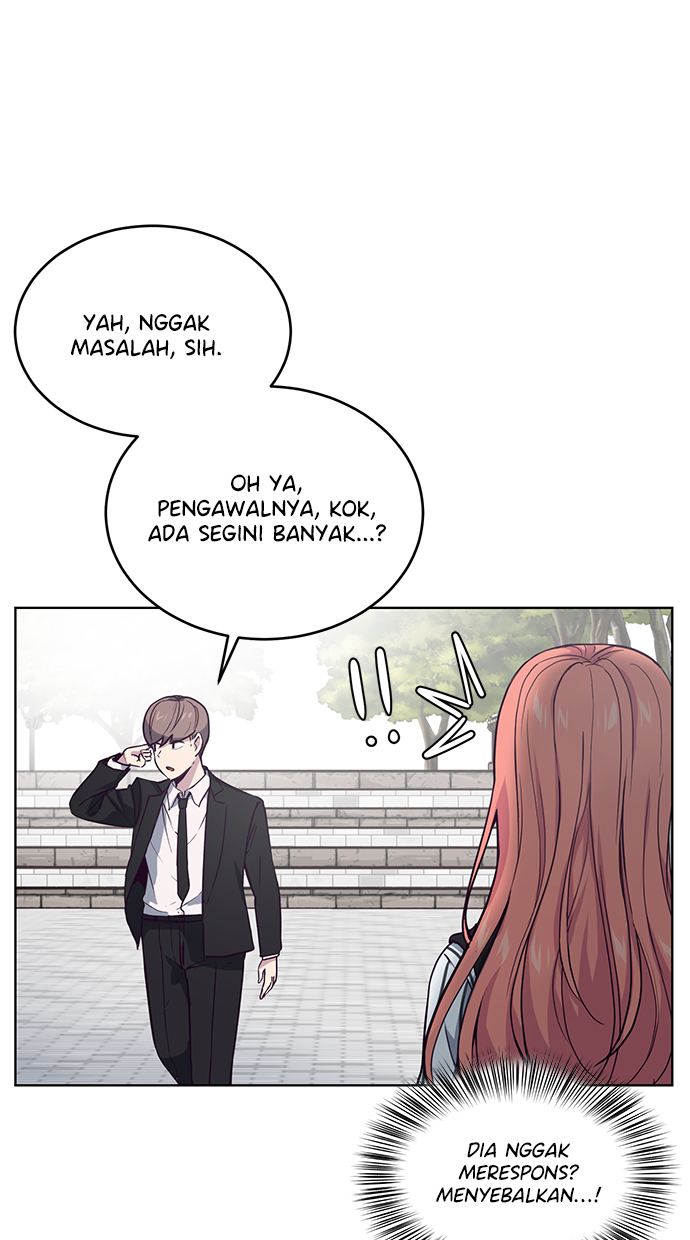 YAH, NGGAK
MASALAH, SIH.
OH YA,
PENGAWALNYA, KOK,
ADA SEGINI BANYAK...?
DIA NGGAK
MERESPONS?
MENYEBALKAN...!